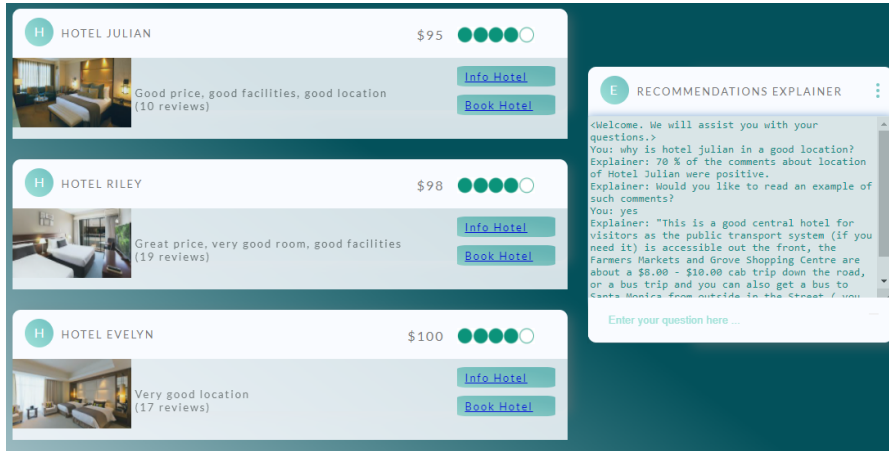 H HOTEL JULIAN $95
Good price, good facilities, good location
(10 reviews)
Info Hotel
Book Hotel
H HOTEL RILEY $98
Great price, very good room, good facilities
(19 reviews)
Info Hotel
Book Hotel
H HOTEL EVELYN $100
Very good location
(17 reviews)
Info Hotel
Book Hotel
E RECOMMENDATIONS EXPLAINER
<Welcome. We will assist you with your
questions.>
You: why is hotel julian in a good location?
Explainer: 70 % of the comments about location
of Hotel Julian were positive.
Explainer: Would you like to read an example of
such comments?
You: yes
Explainer: "This is a good central hotel for
visitors as the public transport system (if you
need it) is accessible out the front, the
Farmers Markets and Grove Shopping Centre are
about a $8.00 - $10.00 cab trip down the road,
or a bus trip and you can also get a bus to
Santa Monica from outside in the Street ( you
Enter your question here ...